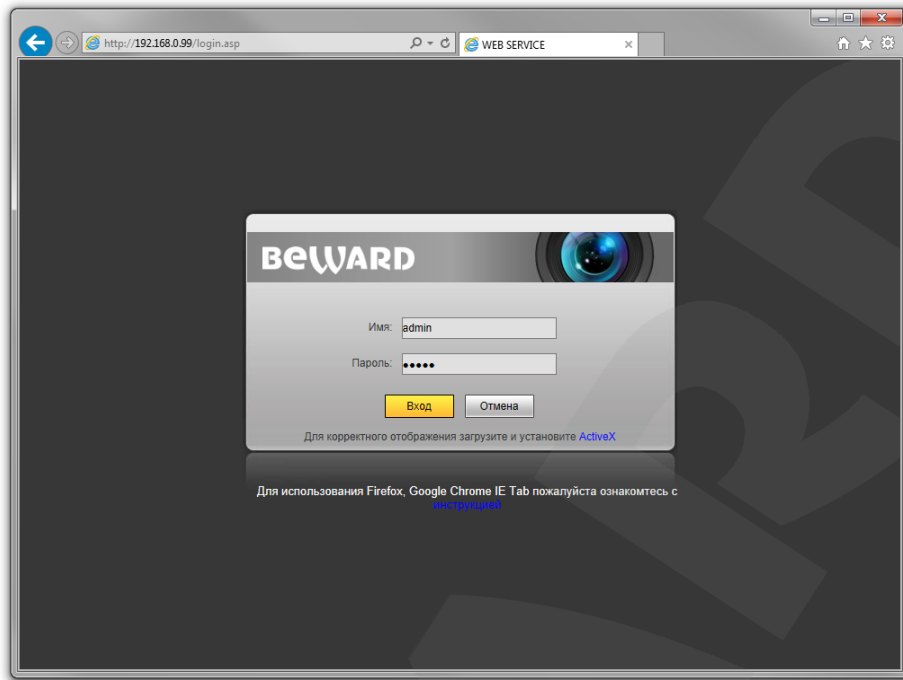 http://192.168.0.99/login.asp
WEB SERVICE
BEWARD
Имя: admin
Пароль: •••••
Вход Отмена
Для корректного отображения загрузите и установите ActiveX
Для использования Firefox, Google Chrome IE Tab пожалуйста ознакомтесь с
инструкцией